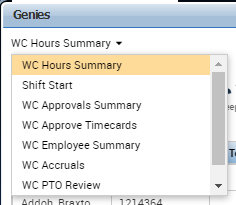 Genies
WC Hours Summary
WC Hours Summary
Shift Start
WC Approvals Summary
WC Approve Timecards
WC Employee Summary
WC Accruals
WC PTO Review
Addoh, Braxto 1214364